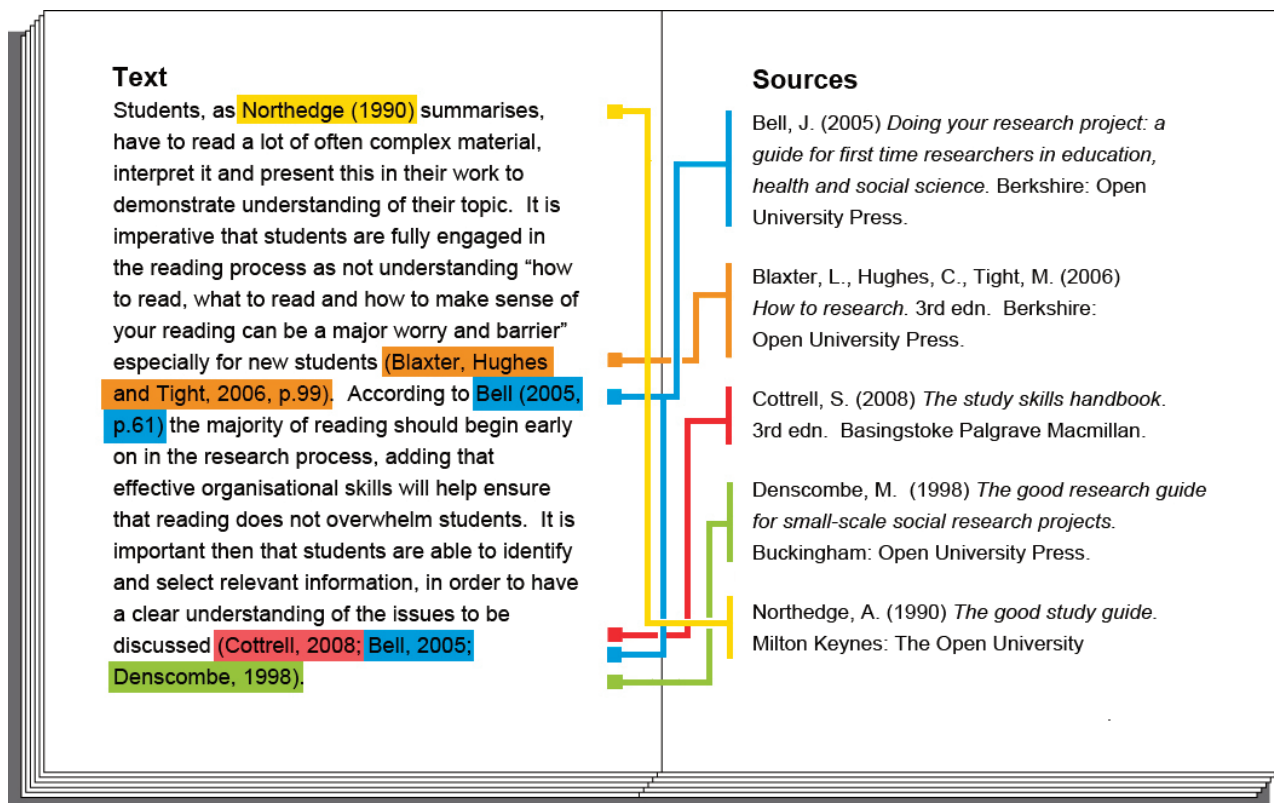 Text
Students, as Northedge (1990) summarises,
have to read a lot of often complex material,
interpret it and present this in their work to
demonstrate understanding of their topic.  It is
imperative that students are fully engaged in
the reading process as not understanding “how
to read, what to read and how to make sense of
your reading can be a major worry and barrier”
especially for new students (Blaxter, Hughes
and Tight, 2006, p.99).  According to Bell (2005,
p.61) the majority of reading should begin early
on in the research process, adding that
effective organisational skills will help ensure
that reading does not overwhelm students.  It is
important then that students are able to identify
and select relevant information, in order to have
a clear understanding of the issues to be
discussed (Cottrell, 2008; Bell, 2005;
Denscombe, 1998).
Sources
Bell, J. (2005) Doing your research project: a
guide for first time researchers in education,
health and social science. Berkshire: Open
University Press.
Blaxter, L., Hughes, C., Tight, M. (2006)
How to research. 3rd edn.  Berkshire:
Open University Press.
Cottrell, S. (2008) The study skills handbook.
3rd edn.  Basingstoke Palgrave Macmillan.
Denscombe, M.  (1998) The good research guide
for small-scale social research projects.
Buckingham: Open University Press.
Northedge, A. (1990) The good study guide.
Milton Keynes: The Open University